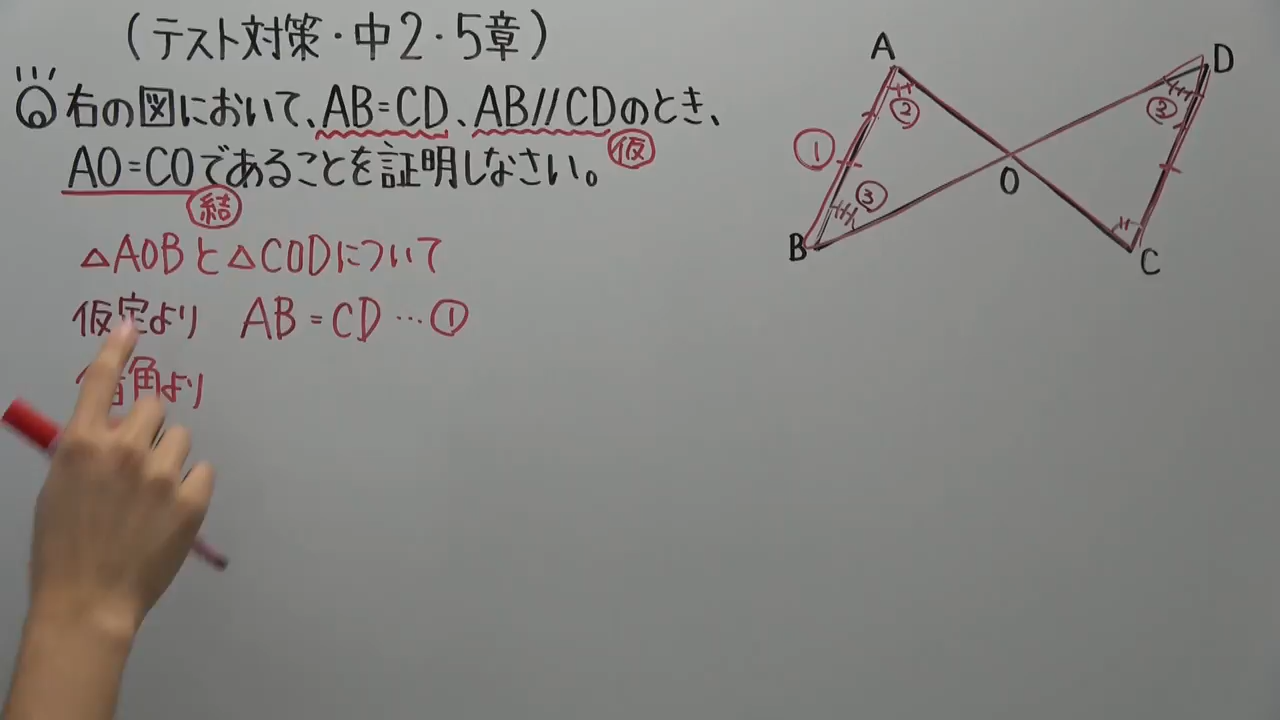 (テスト対策・中2・5章)
Q 右の図において、AB=CD、AB//CDのとき、
仮
AO=COであることを証明しなさい。
結
△AOBと△CODについて
仮定より AB=CD…①
角より
A
B
C
D
O
①
②
③
③